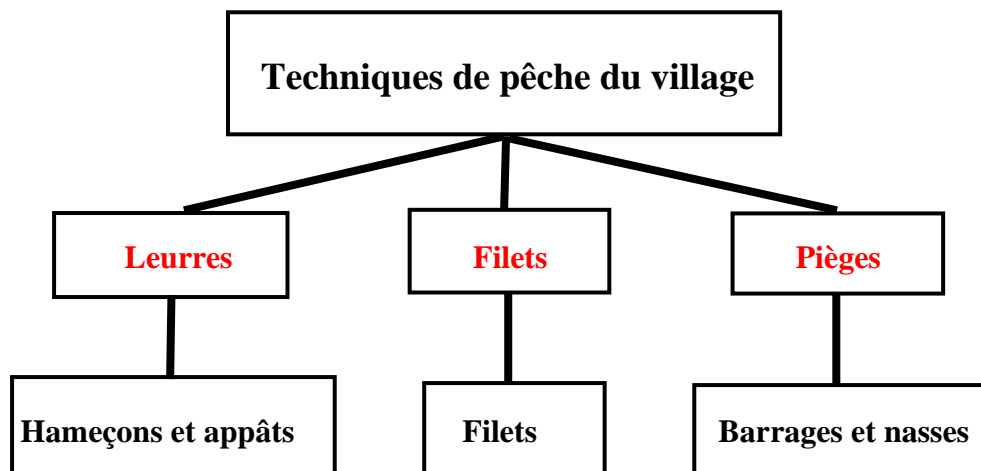 Techniques de pêche du village
Leurres
Filets
Pièges
Hameçons et appâts
Filets
Barrages et nasses